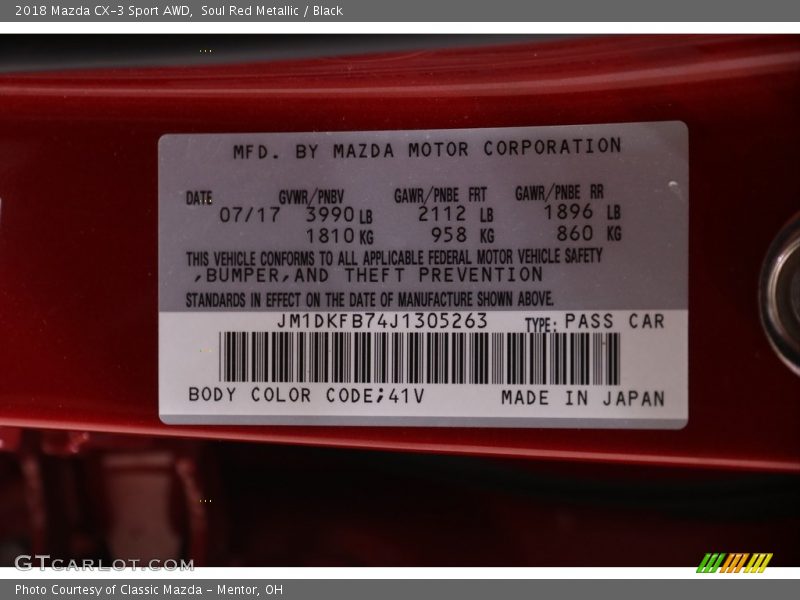 2018 Mazda CX-3 Sport AWD, Soul Red Metallic / Black
MFD. BY MAZDA MOTOR CORPORATION
DATE GVWR/PNBV GAWR/PNBE FRT GAWR/PNBE RR
07/17 3990 LB 2112 LB 1896 LB
1810 KG 958 KG 860 KG
THIS VEHICLE CONFORMS TO ALL APPLICABLE FEDERAL MOTOR VEHICLE SAFETY
,BUMPER,AND THEFT PREVENTION
STANDARDS IN EFFECT ON THE DATE OF MANUFACTURE SHOWN ABOVE.
JM1DKFB74J1305263 TYPE: PASS CAR
BODY COLOR CODE;41V MADE IN JAPAN
GTCARLOT.COM
Photo Courtesy of Classic Mazda - Mentor, OH